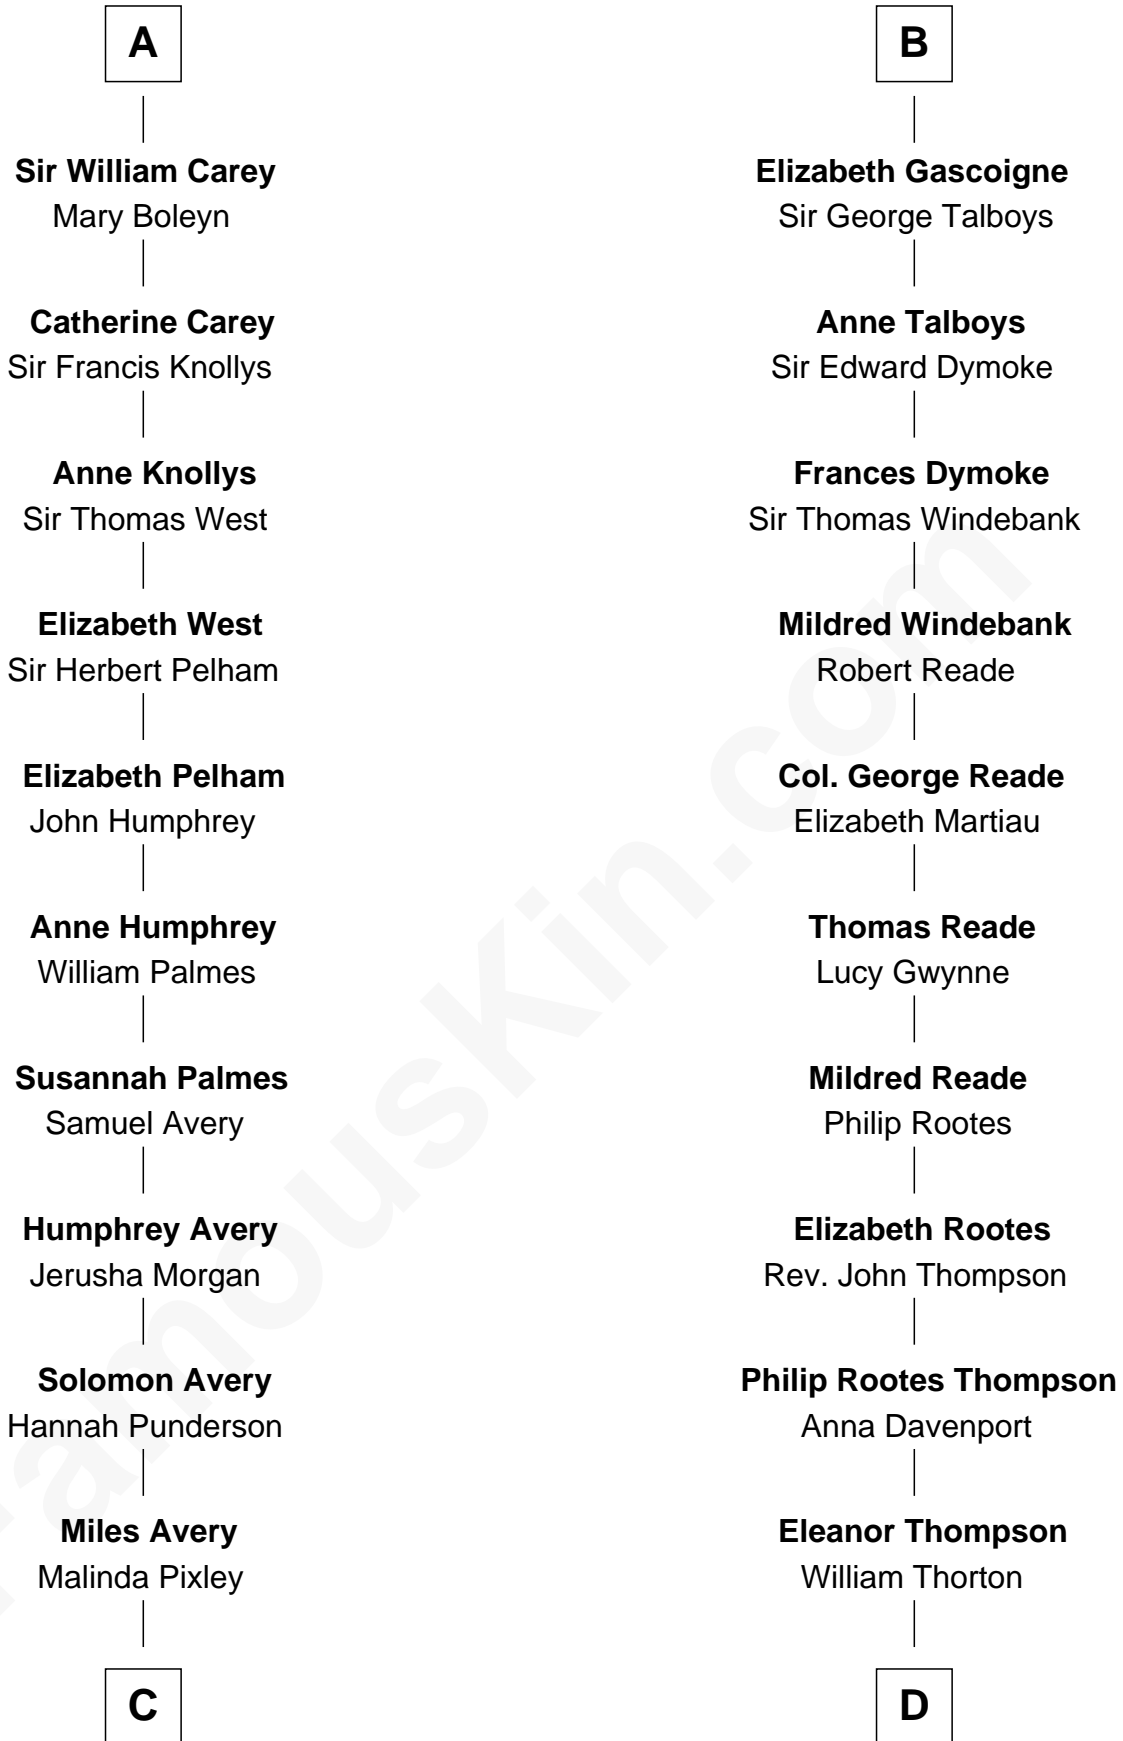 A
Sir William Carey
Mary Boleyn
Catherine Carey
Sir Francis Knollys
Anne Knollys
Sir Thomas West
Elizabeth West
Sir Herbert Pelham
Elizabeth Pelham
John Humphrey
Anne Humphrey
William Palmes
Susannah Palmes
Samuel Avery
Humphrey Avery
Jerusha Morgan
Solomon Avery
Hannah Punderson
Miles Avery
Malinda Pixley
C
B
Elizabeth Gascoigne
Sir George Talboys
Anne Talboys
Sir Edward Dymoke
Frances Dymoke
Sir Thomas Windebank
Mildred Windebank
Robert Reade
Col. George Reade
Elizabeth Martiau
Thomas Reade
Lucy Gwynne
Mildred Reade
Philip Rootes
Elizabeth Rootes
Rev. John Thompson
Philip Rootes Thompson
Anna Davenport
Eleanor Thompson
William Thorton
D
FamousKin.com